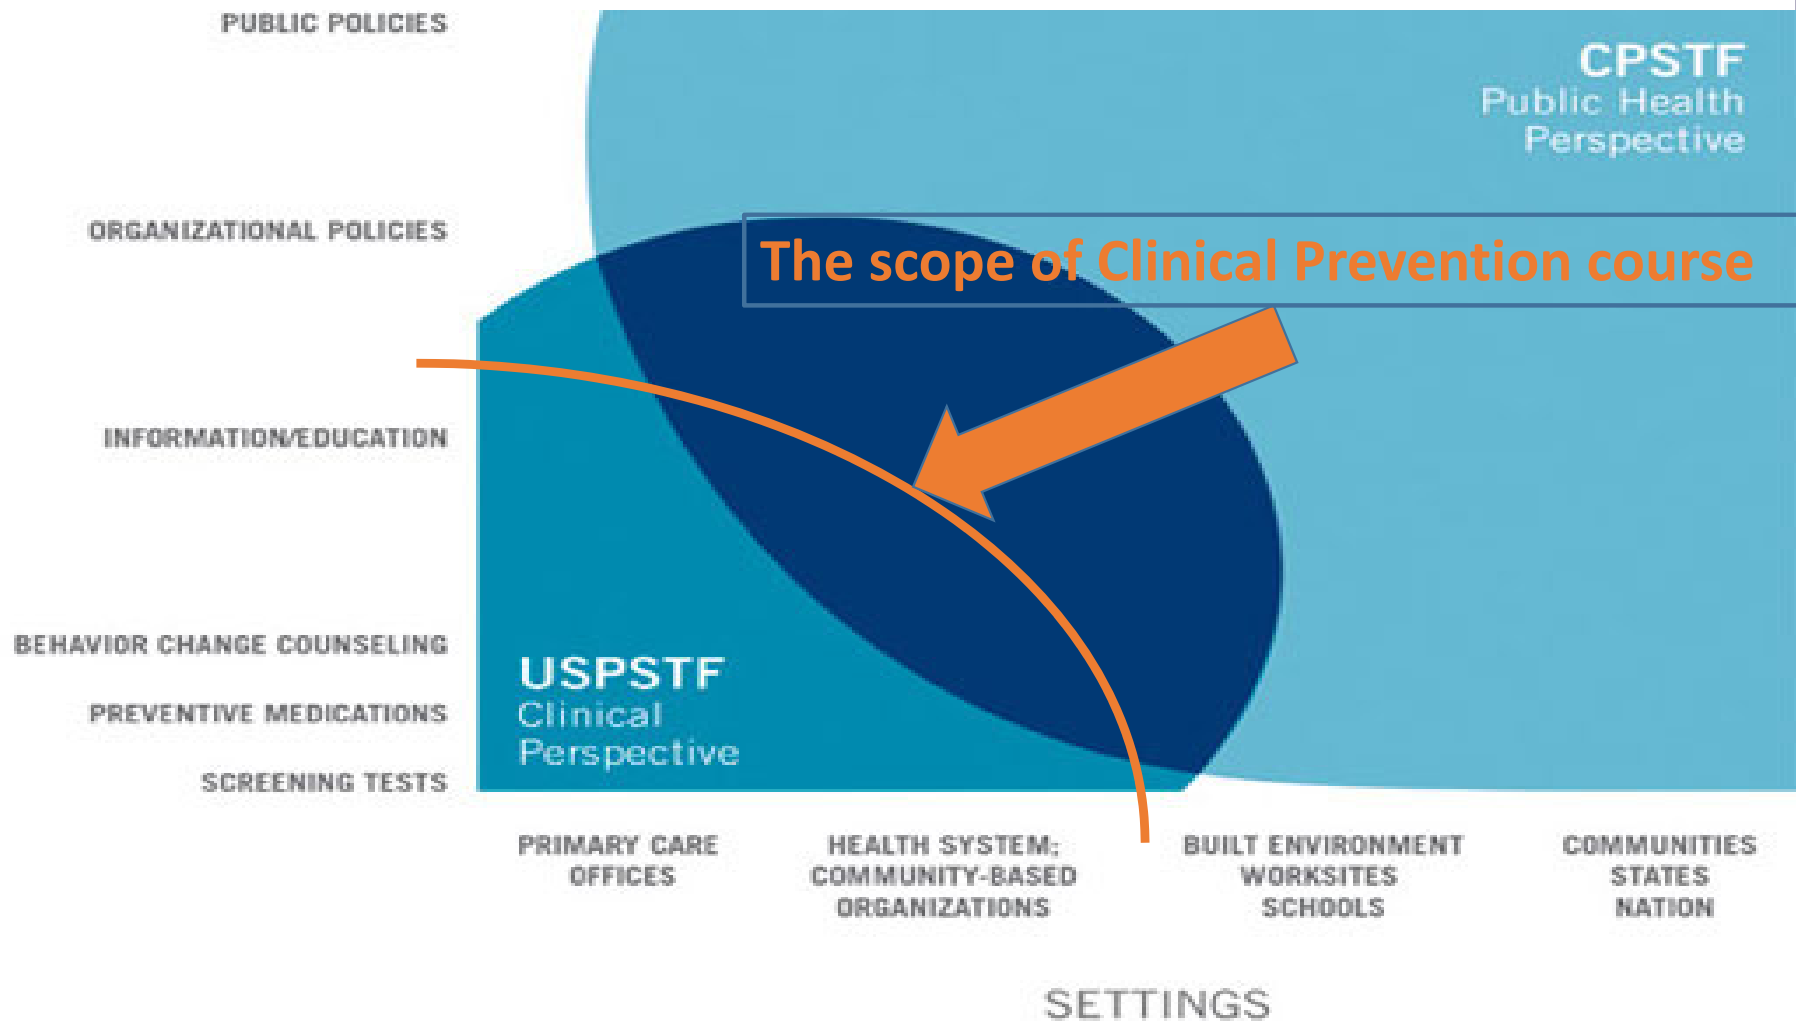 PUBLIC POLICIES
CPSTF
Public Health
Perspective
ORGANIZATIONAL POLICIES
The scope of Clinical Prevention course
INFORMATION/EDUCATION
BEHAVIOR CHANGE COUNSELING
USPSTF
Clinical
Perspective
PREVENTIVE MEDICATIONS
SCREENING TESTS
PRIMARY CARE
OFFICES
HEALTH SYSTEM;
COMMUNITY-BASED
ORGANIZATIONS
BUILT ENVIRONMENT
WORKSITES
SCHOOLS
COMMUNITIES
STATES
NATION
SETTINGS